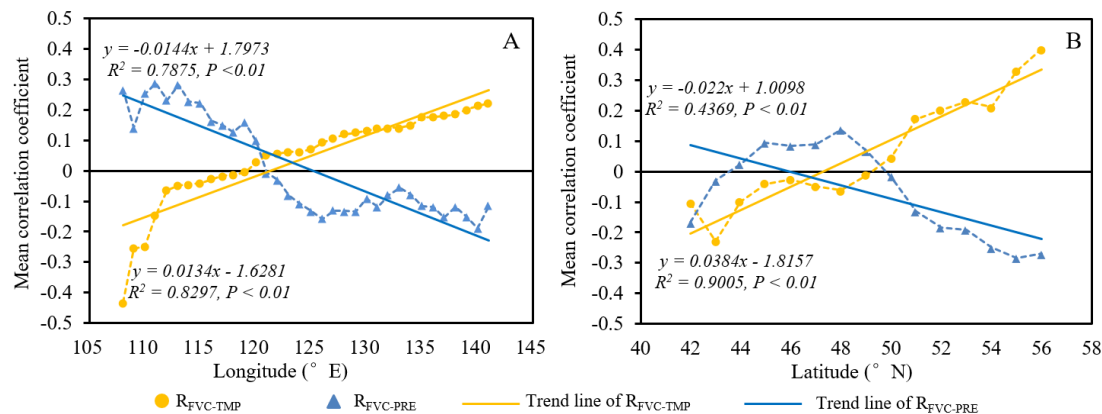 A
y = -0.0144x + 1.7973
R² = 0.7875, P <0.01
y = 0.0134x - 1.6281
R² = 0.8297, P < 0.01
Mean correlation coefficient
0.5
0.4
0.3
0.2
0.1
0
-0.1
-0.2
-0.3
-0.4
-0.5
105 110 115 120 125 130 135 140 145
Longitude (° E)
B
y = -0.022x + 1.0098
R² = 0.4369, P < 0.01
y = 0.0384x - 1.8157
R² = 0.9005, P < 0.01
Mean correlation coefficient
0.5
0.4
0.3
0.2
0.1
0
-0.1
-0.2
-0.3
-0.4
-0.5
42 44 46 48 50 52 54 56 58
Latitude (° N)
R_FVC-TMP R_FVC-PRE Trend line of R_FVC-TMP Trend line of R_FVC-PRE